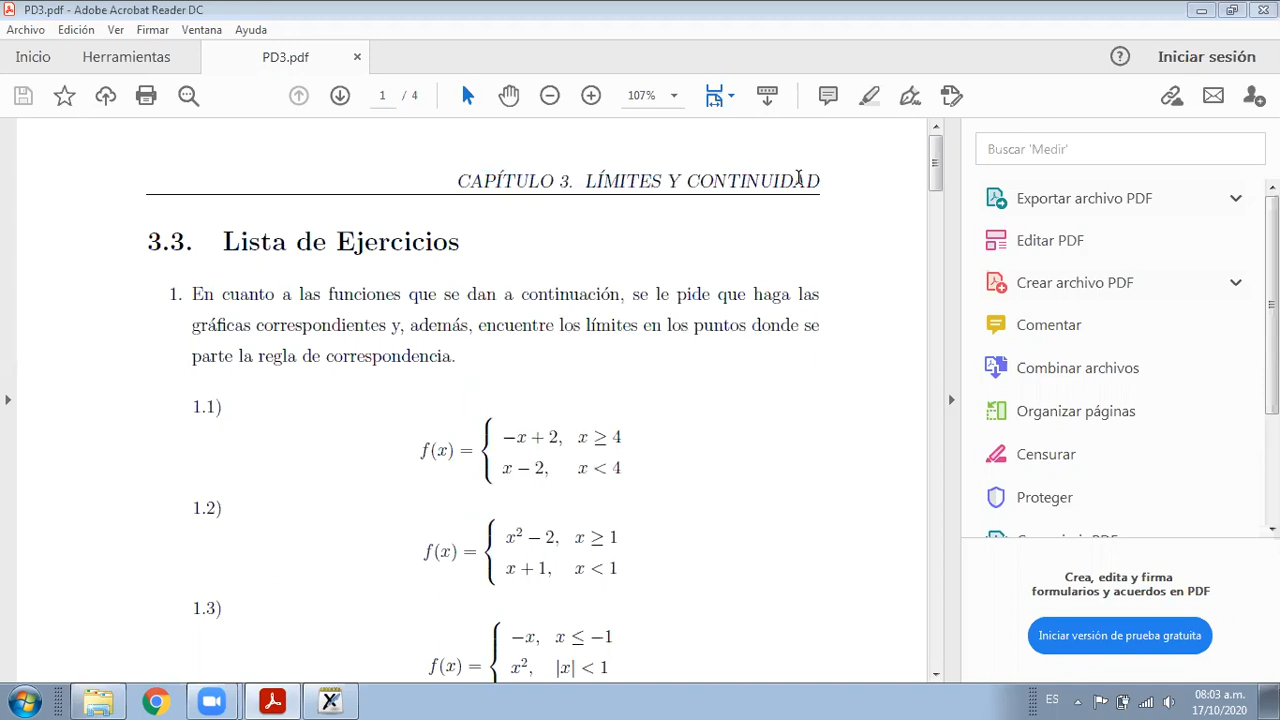 PD3.pdf - Adobe Acrobat Reader DC
Archivo Edición Ver Firmar Ventana Ayuda
Inicio Herramientas PD3.pdf × Iniciar sesión
1 / 4 107%
CAPÍTULO 3. LÍMITES Y CONTINUIDAD
3.3. Lista de Ejercicios
1. En cuanto a las funciones que se dan a continuación, se le pide que haga las
gráficas correspondientes y, además, encuentre los límites en los puntos donde se
parte la regla de correspondencia.
1.1)
f(x) = { −x + 2, x ≥ 4
x − 2, x < 4
1.2)
f(x) = { x² − 2, x ≥ 1
x + 1, x < 1
1.3)
f(x) = { −x, x ≤ −1
x², |x| < 1
Buscar 'Medir'
Exportar archivo PDF
Editar PDF
Crear archivo PDF
Comentar
Combinar archivos
Organizar páginas
Censurar
Proteger
Crea, edita y firma
formularios y acuerdos en PDF
Iniciar versión de prueba gratuita
ES
08:03 a.m.
17/10/2020